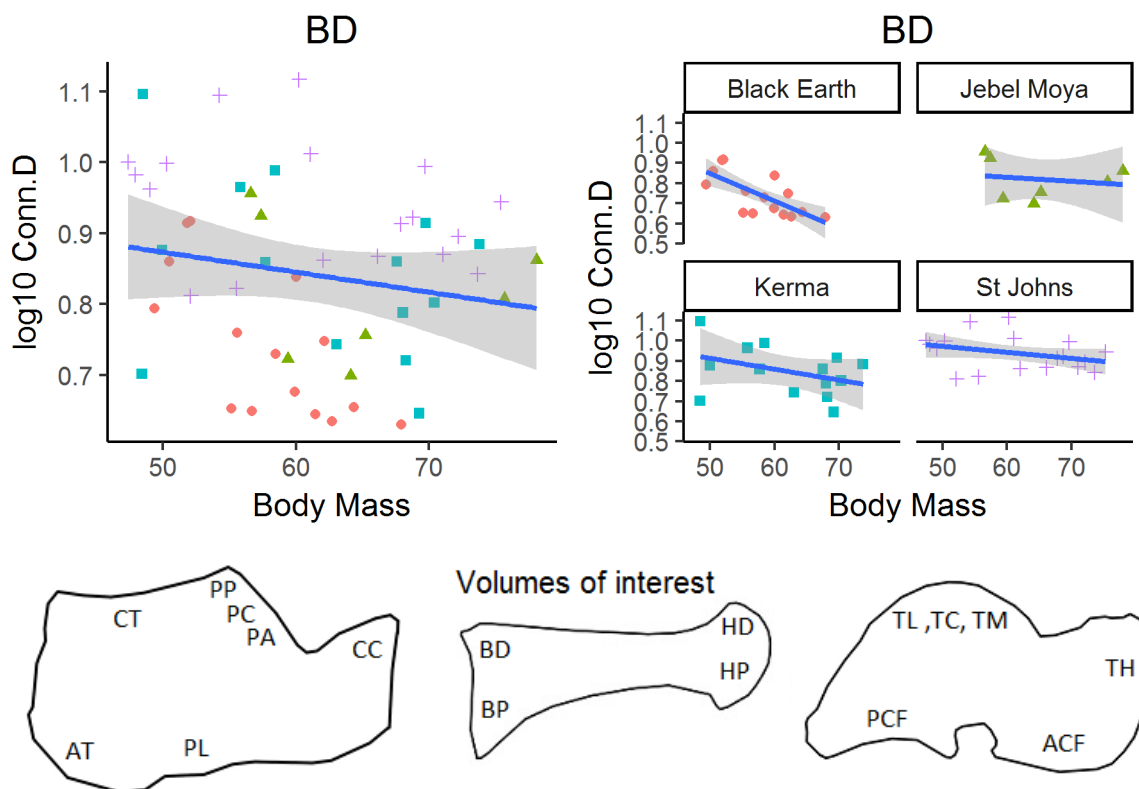 BD
log10 Conn.D
1.1
1.0
0.9
0.8
0.7
50 60 70
Body Mass
BD
Black Earth Jebel Moya
log10 Conn.D
1.1
1.0
0.9
0.8
0.7
0.6
0.5
Kerma St Johns
1.1
1.0
0.9
0.8
0.7
0.6
0.5
50 60 70 50 60 70
Body Mass
CT
PP
PC
PA
CC
AT
PL
Volumes of interest
BD
HD
HP
BP
TL ,TC, TM
TH
PCF
ACF